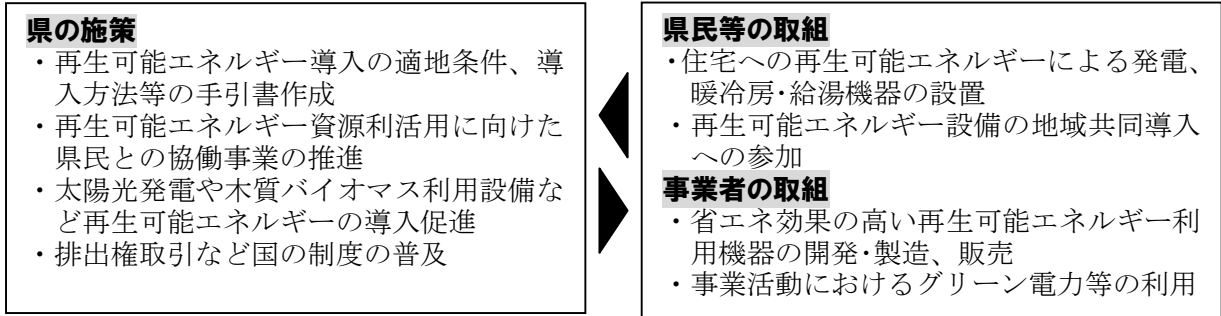 県の施策
・再生可能エネルギー導入の適地条件、導
入方法等の手引書作成
・再生可能エネルギー資源利活用に向けた
県民との協働事業の推進
・太陽光発電や木質バイオマス利用設備な
ど再生可能エネルギーの導入促進
・排出権取引など国の制度の普及
県民等の取組
・住宅への再生可能エネルギーによる発電、
暖冷房・給湯機器の設置
・再生可能エネルギー設備の地域共同導入
への参加
事業者の取組
・省エネ効果の高い再生可能エネルギー利
用機器の開発・製造、販売
・事業活動におけるグリーン電力等の利用